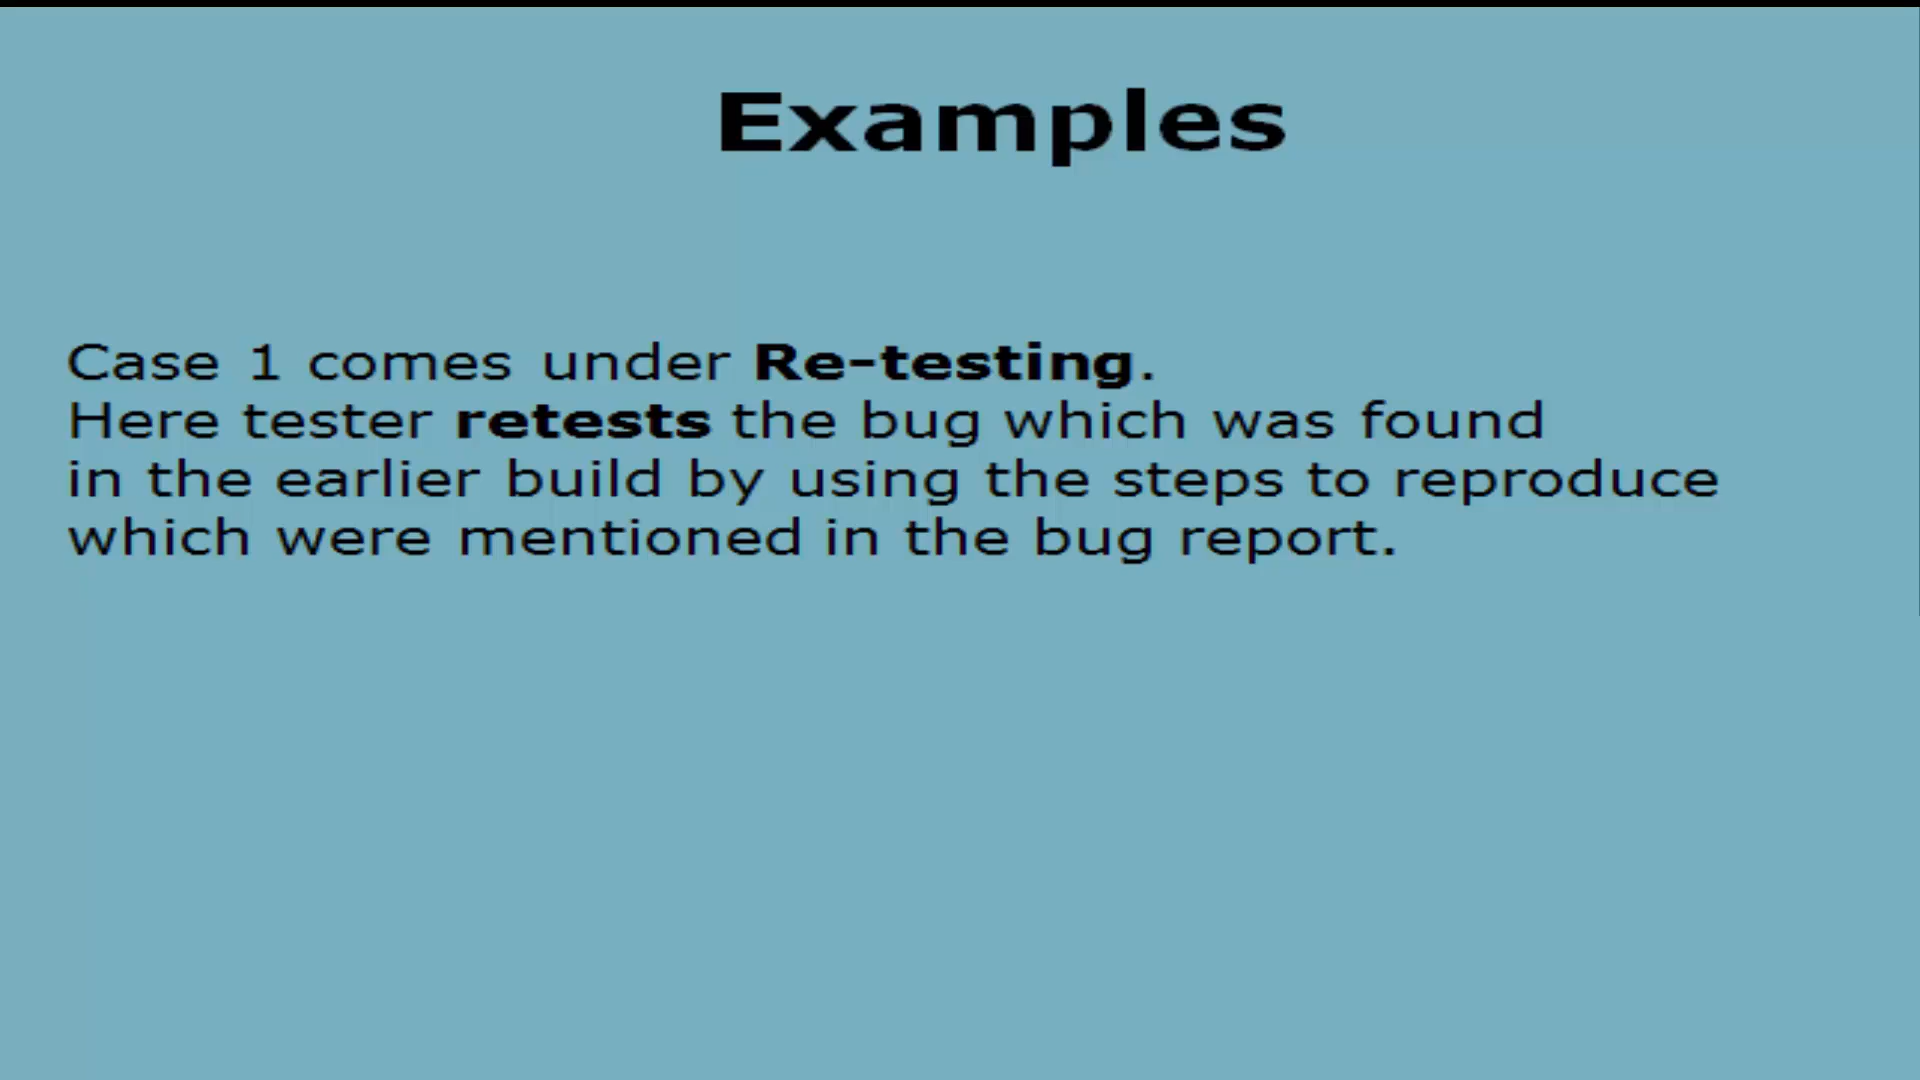 Examples
Case 1 comes under Re-testing.
Here tester retests the bug which was found
in the earlier build by using the steps to reproduce
which were mentioned in the bug report.